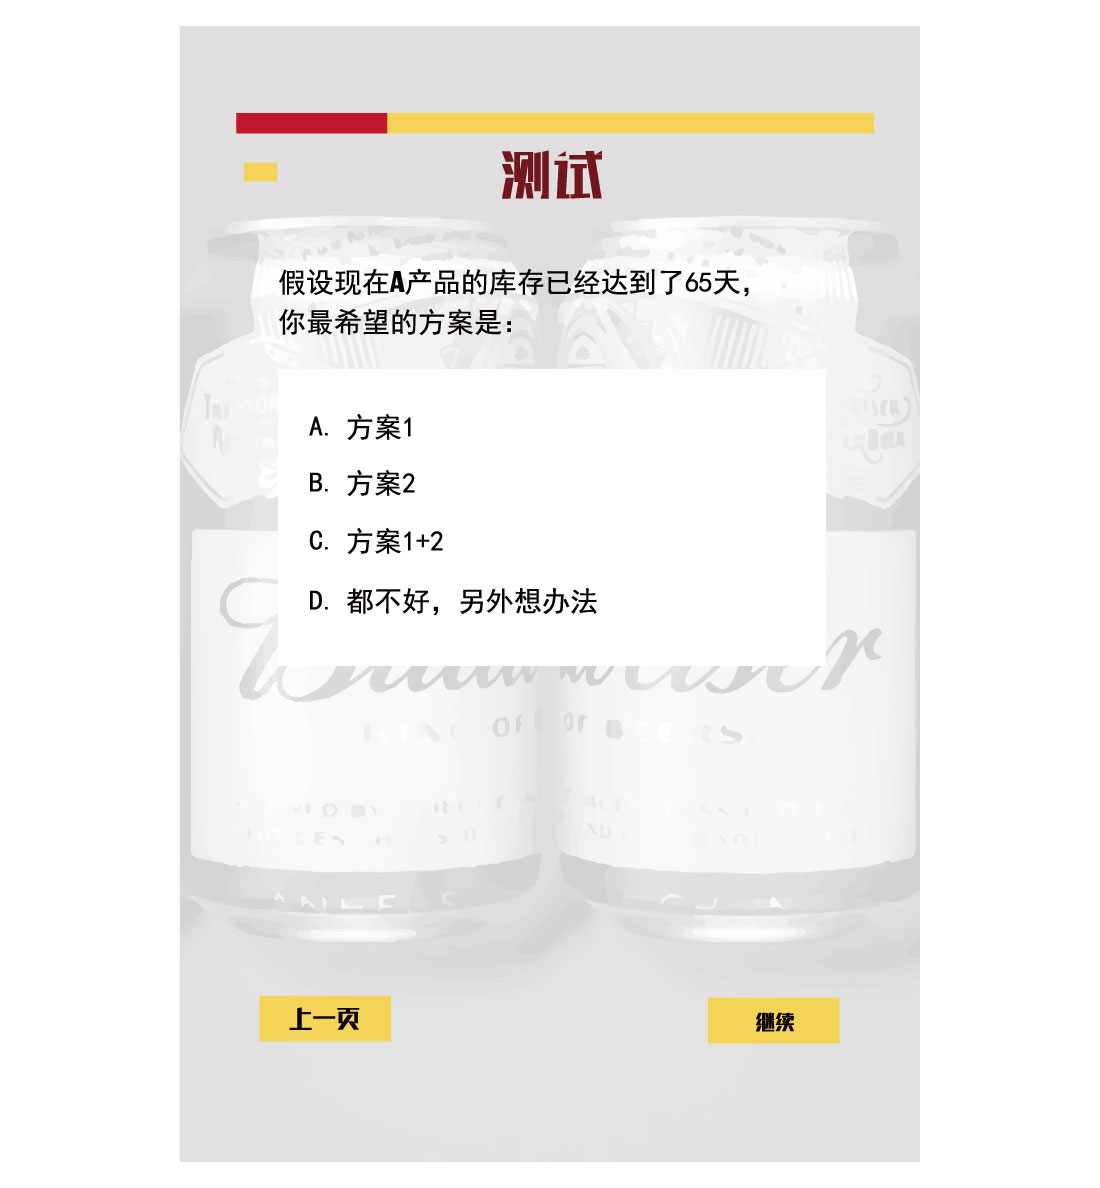 测试
假设现在A产品的库存已经达到了65天，
你最希望的方案是：
A. 方案1
B. 方案2
C. 方案1+2
D. 都不好，另外想办法
上一页
继续